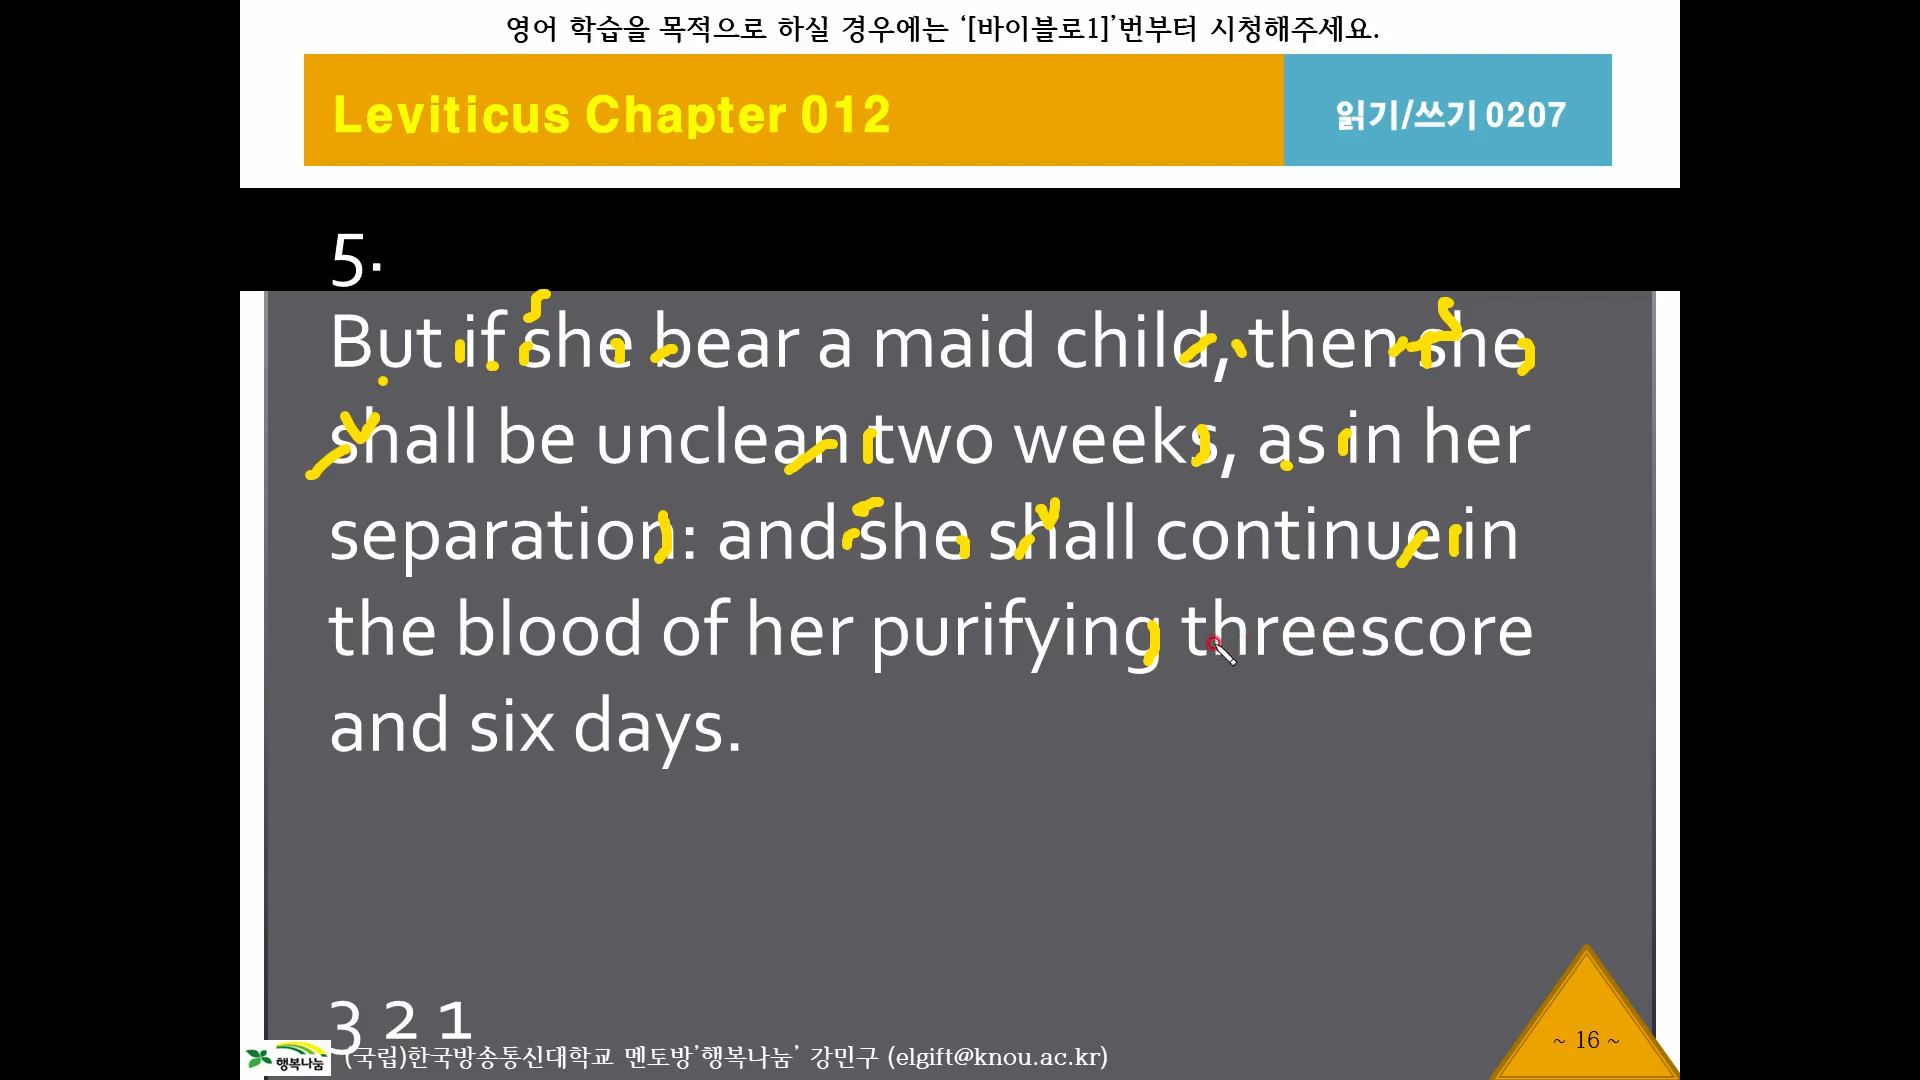 영어 학습을 목적으로 하실 경우에는 ‘[바이블로1]’번부터 시청해주세요.
Leviticus Chapter 012
읽기/쓰기 0207
5.
But if she bear a maid child, then she
shall be unclean two weeks, as in her
separation: and she shall continue in
the blood of her purifying threescore
and six days.
3 2 1
행복나눔
(국립)한국방송통신대학교 멘토방’행복나눔’ 강민구 (elgift@knou.ac.kr)
~ 16 ~